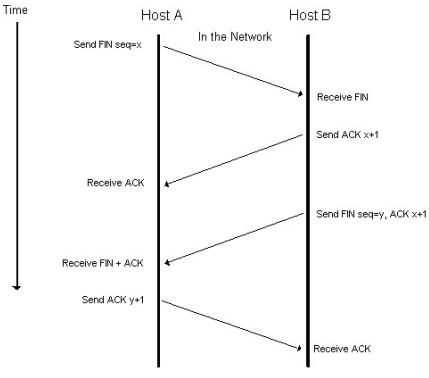 Time
Host A
Host B
In the Network
Send FIN seq=x
Receive FIN
Send ACK x+1
Receive ACK
Send FIN seq=y, ACK x+1
Receive FIN + ACK
Send ACK y+1
Receive ACK